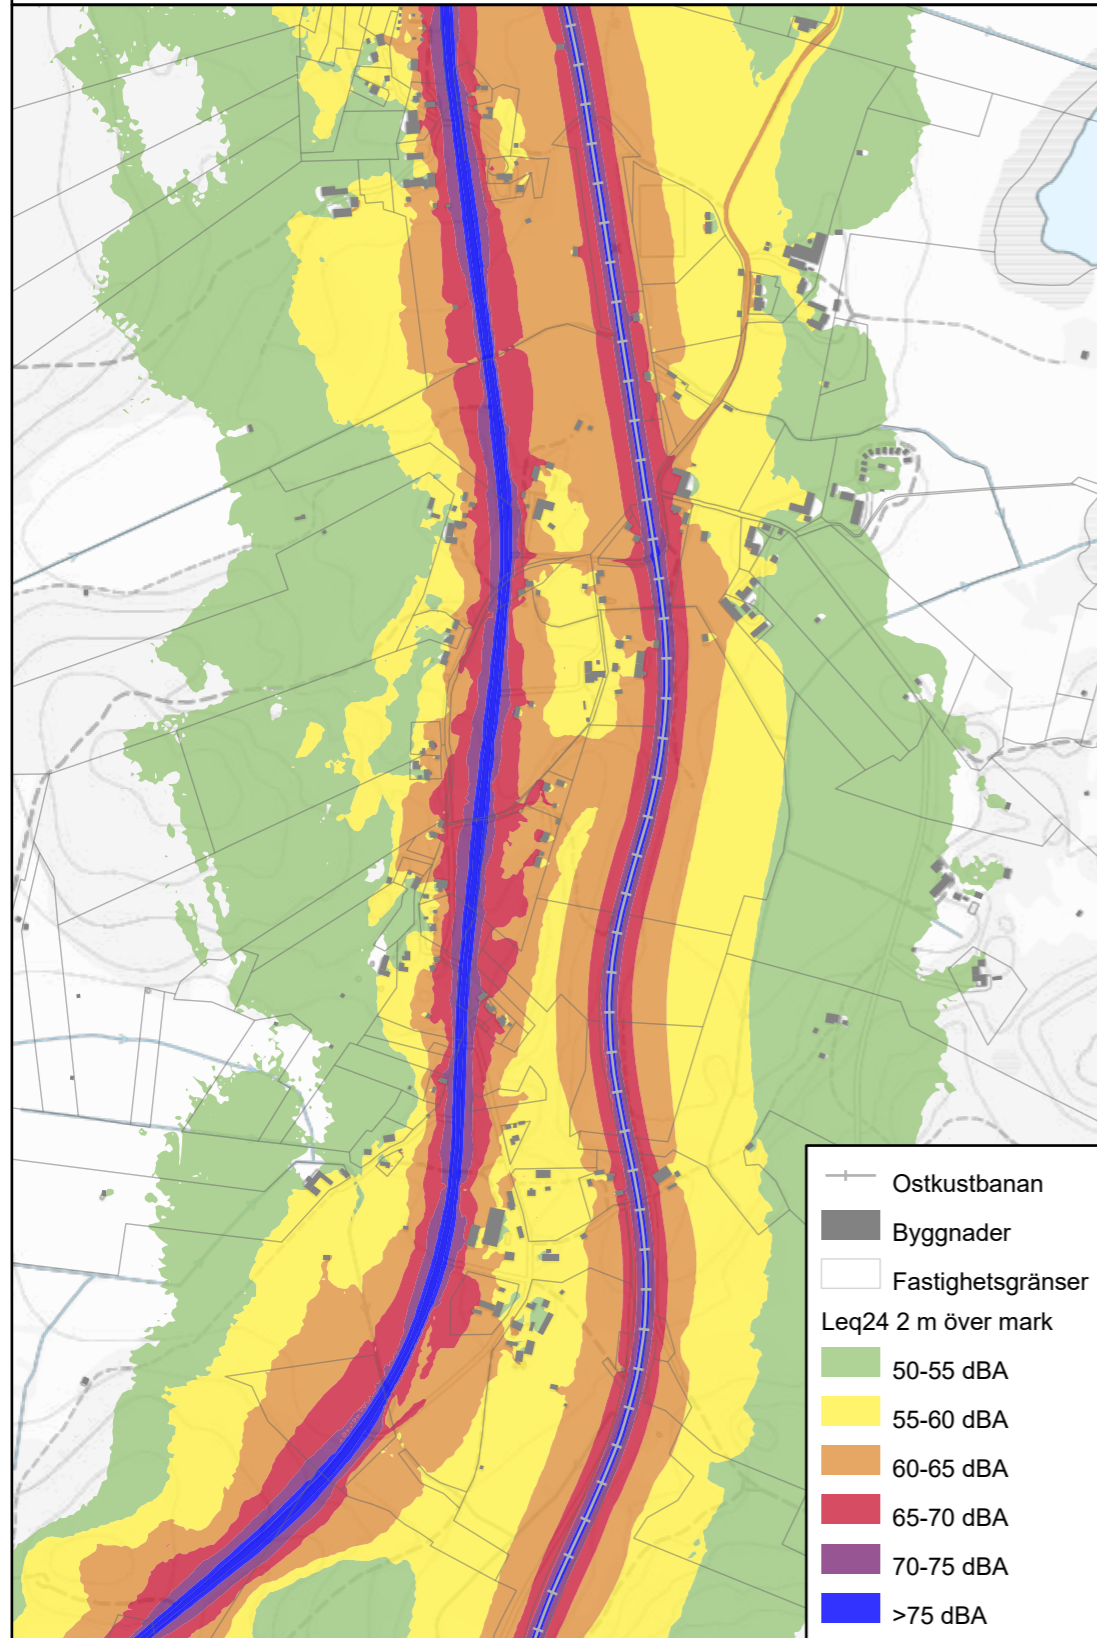 Ostkustbanan
Byggnader
Fastighetsgränser
Leq24 2 m över mark
50-55 dBA
55-60 dBA
60-65 dBA
65-70 dBA
70-75 dBA
>75 dBA